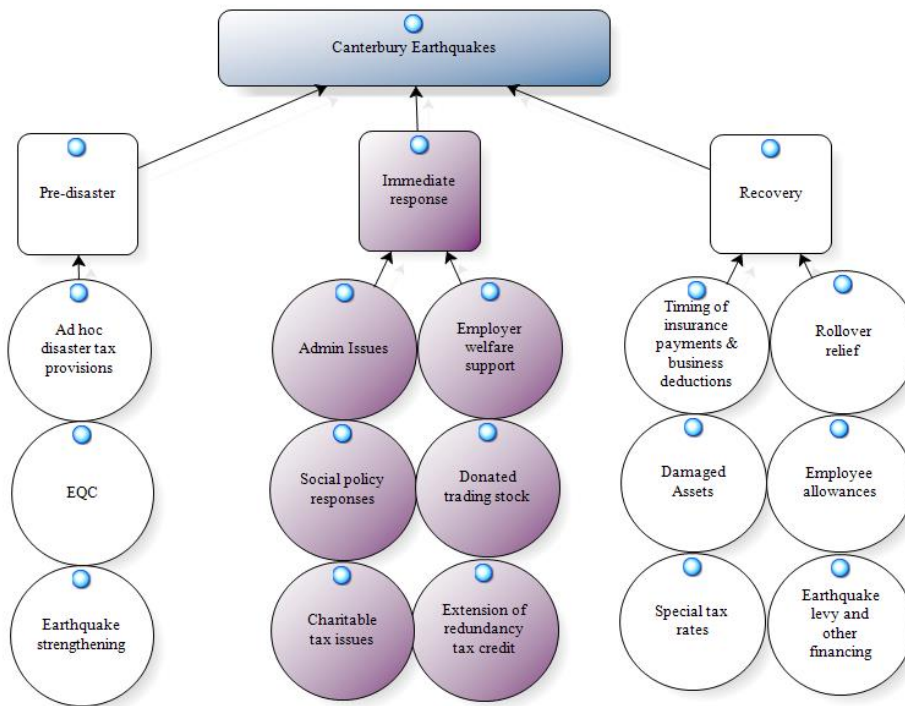 Canterbury Earthquakes
Pre-disaster
Immediate
response
Recovery
Ad hoc
disaster tax
provisions
EQC
Earthquake
strengthening
Admin Issues
Employer
welfare
support
Social policy
responses
Donated
trading stock
Charitable
tax issues
Extension of
redundancy
tax credit
Timing of
insurance
payments &
business
deductions
Rollover
relief
Damaged
Assets
Employee
allowances
Special tax
rates
Earthquake
levy and
other
financing